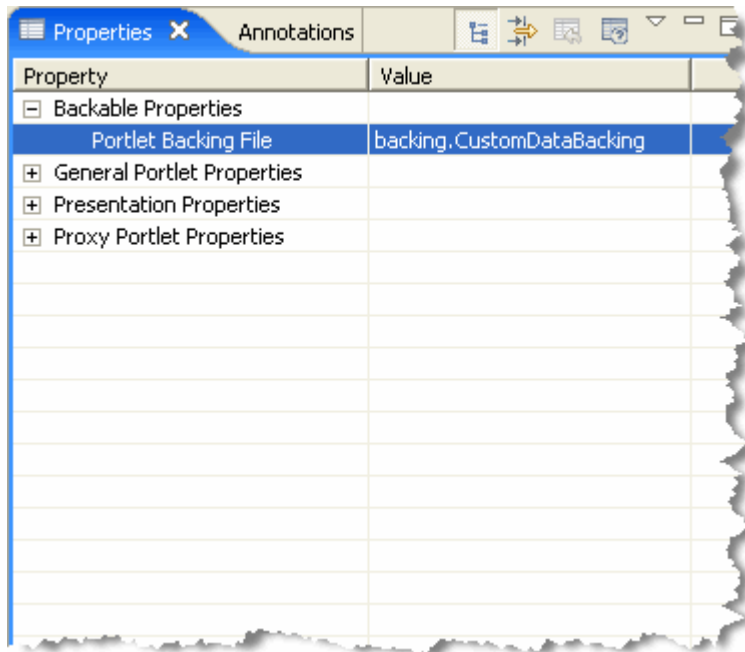 Properties Annotations
Property Value
Backable Properties
Portlet Backing File backing.CustomDataBacking
General Portlet Properties
Presentation Properties
Proxy Portlet Properties